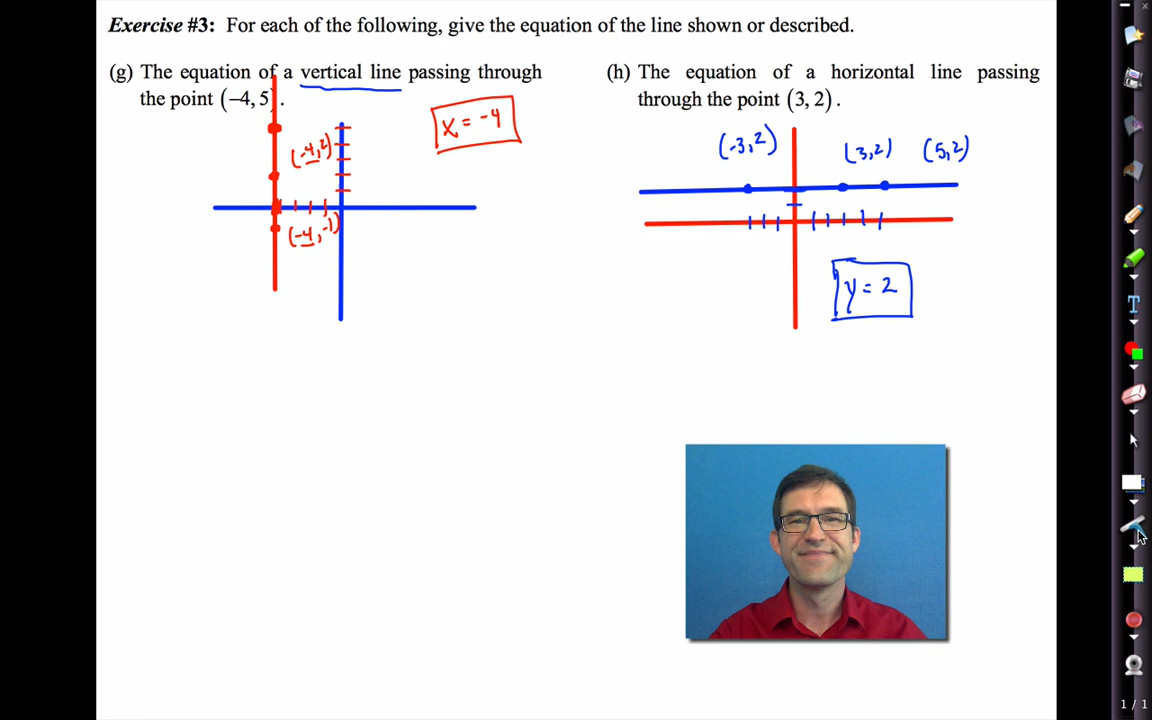 Exercise #3: For each of the following, give the equation of the line shown or described.
(g) The equation of a vertical line passing through
the point (−4, 5).
x = -4
(-4,2)
(-4,-1)
(h) The equation of a horizontal line passing
through the point (3, 2).
(-3,2)
(3,2)
(5,2)
y = 2
T
1 / 1